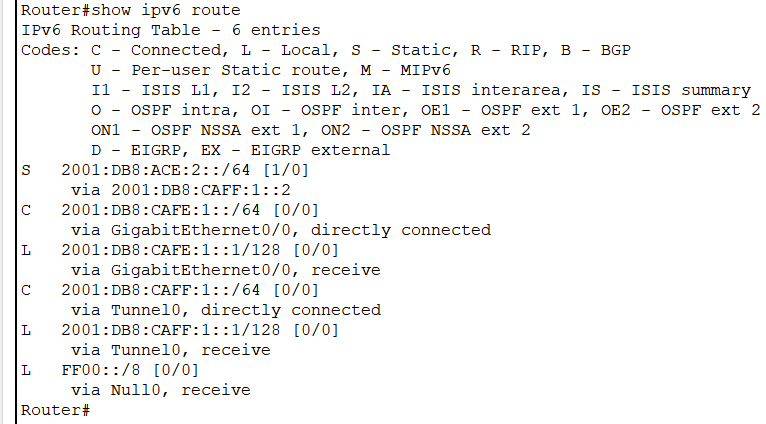 Router#show ipv6 route
IPv6 Routing Table - 6 entries
Codes: C - Connected, L - Local, S - Static, R - RIP, B - BGP
       U - Per-user Static route, M - MIPv6
       I1 - ISIS L1, I2 - ISIS L2, IA - ISIS interarea, IS - ISIS summary
       O - OSPF intra, OI - OSPF inter, OE1 - OSPF ext 1, OE2 - OSPF ext 2
       ON1 - OSPF NSSA ext 1, ON2 - OSPF NSSA ext 2
       D - EIGRP, EX - EIGRP external
S   2001:DB8:ACE:2::/64 [1/0]
     via 2001:DB8:CAFF:1::2
C   2001:DB8:CAFE:1::/64 [0/0]
     via GigabitEthernet0/0, directly connected
L   2001:DB8:CAFE:1::1/128 [0/0]
     via GigabitEthernet0/0, receive
C   2001:DB8:CAFF:1::/64 [0/0]
     via Tunnel0, directly connected
L   2001:DB8:CAFF:1::1/128 [0/0]
     via Tunnel0, receive
L   FF00::/8 [0/0]
     via Null0, receive
Router#